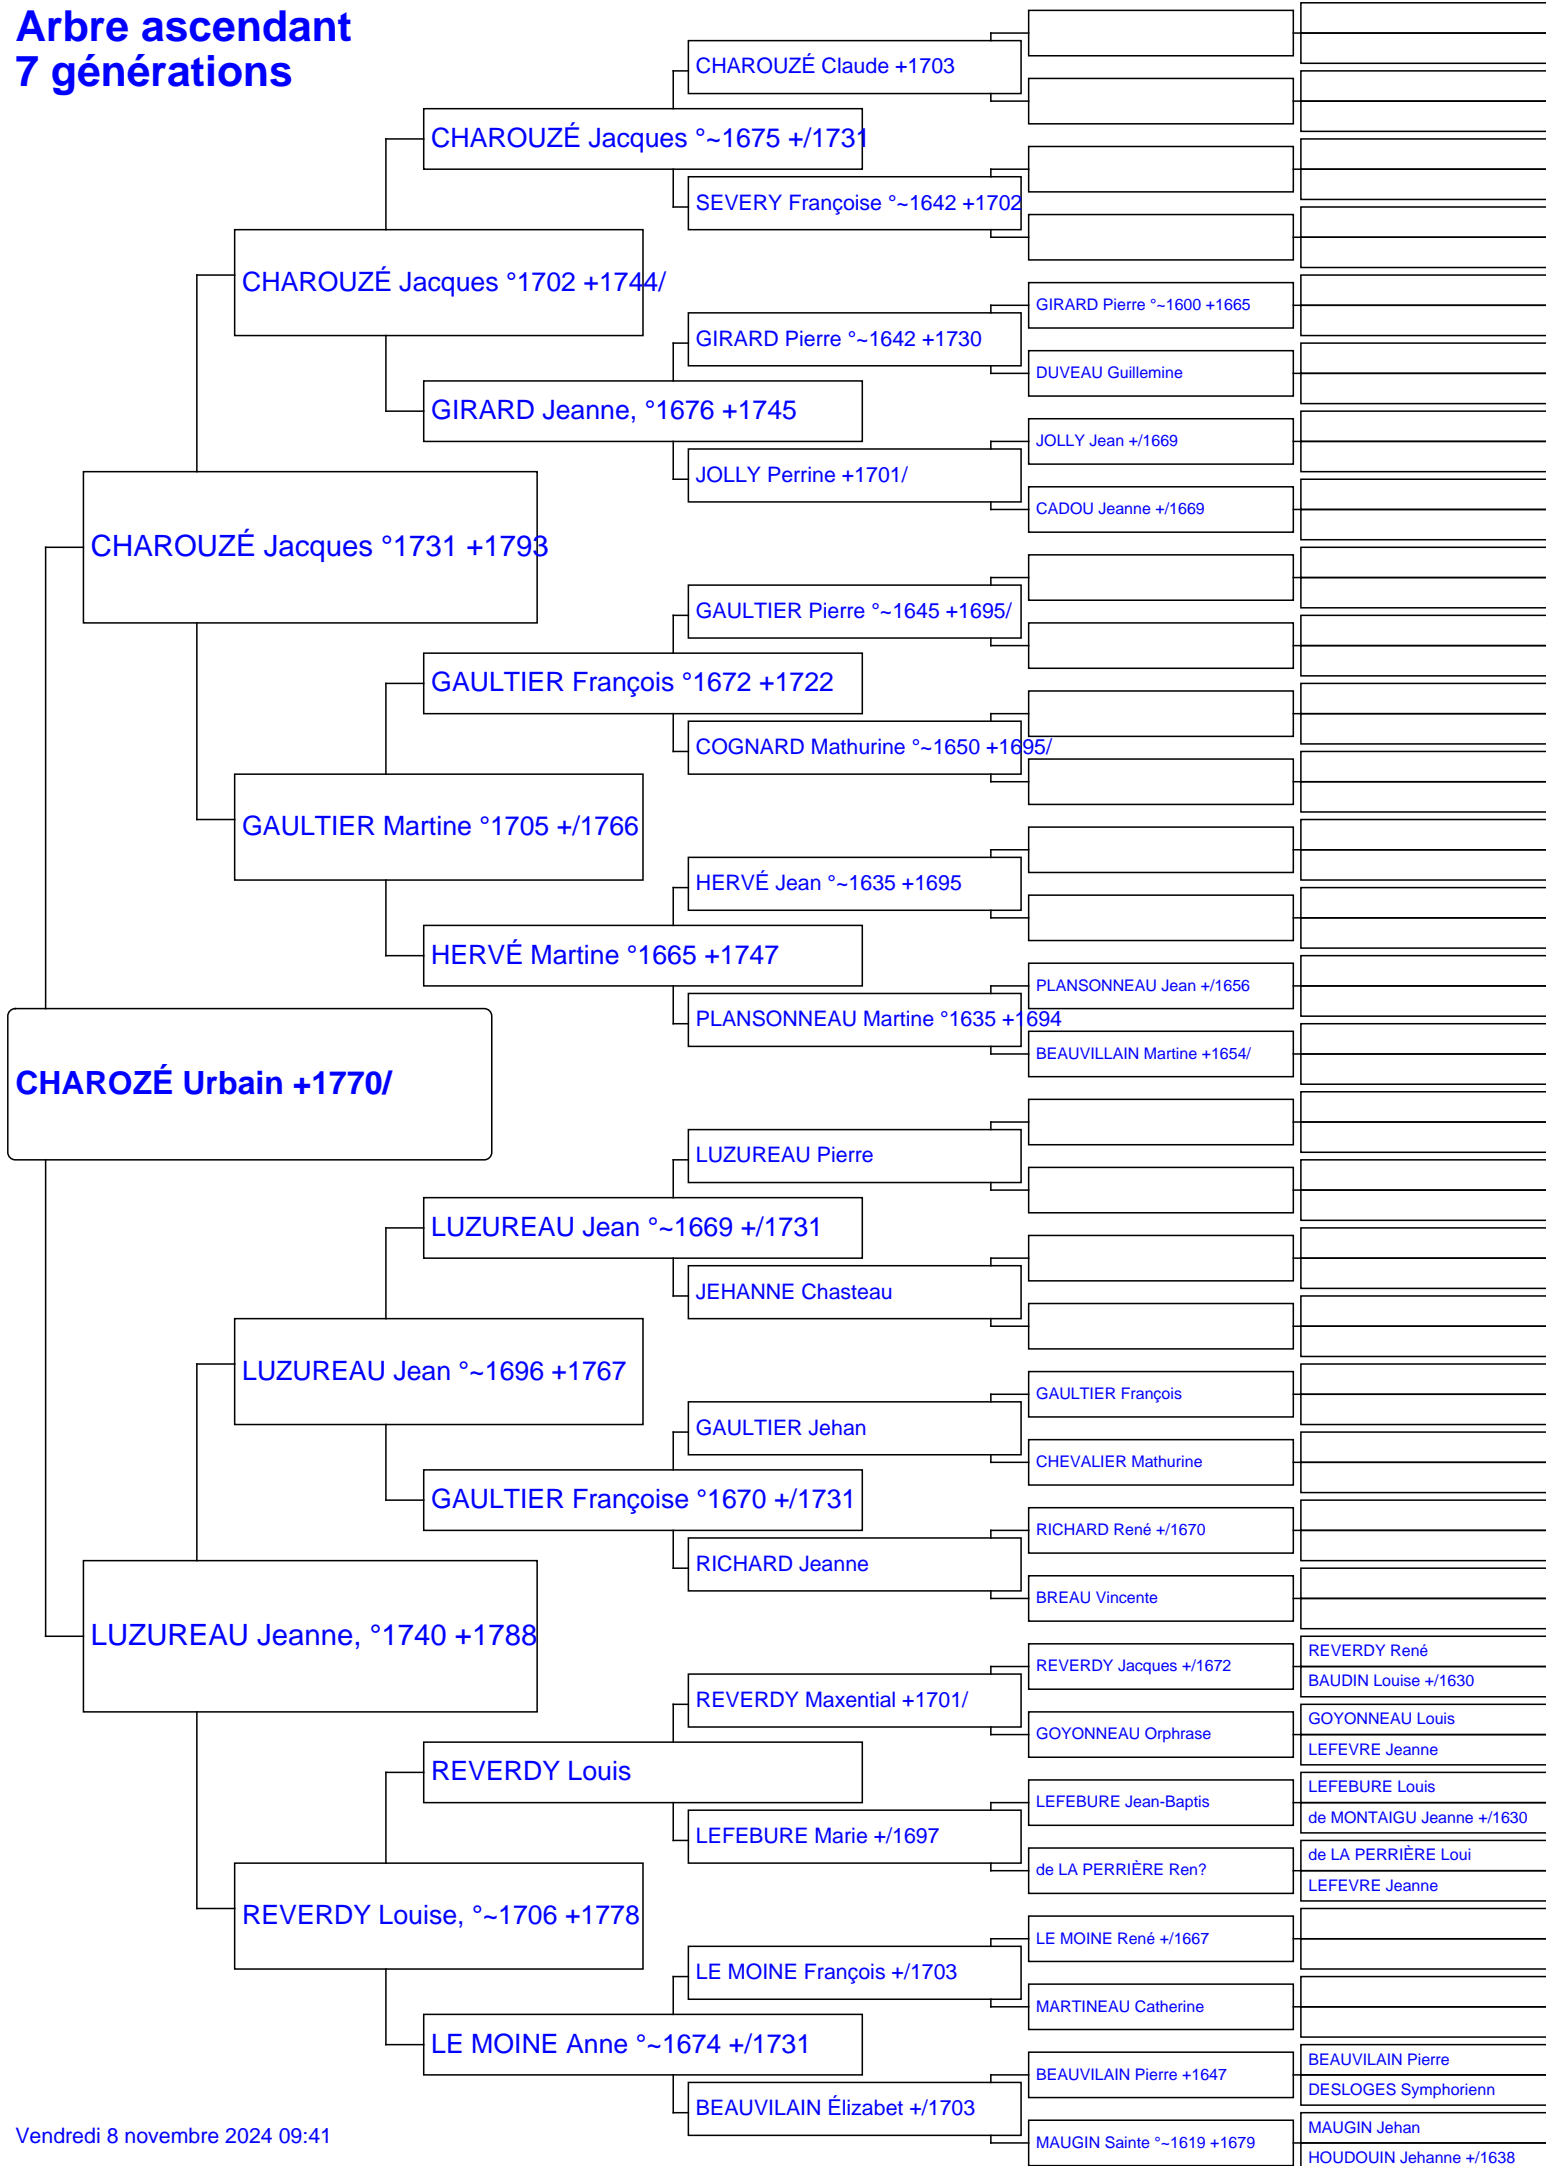 Arbre ascendant
7 générations
CHAROUZÉ Claude +1703
CHAROUZÉ Jacques °~1675 +/1731
SEVERY Françoise °~1642 +1702
CHAROUZÉ Jacques °1702 +1744/
GIRARD Pierre °~1600 +1665
GIRARD Pierre °~1642 +1730
DUVEAU Guillemine
GIRARD Jeanne, °1676 +1745
JOLLY Jean +/1669
JOLLY Perrine +1701/
CADOU Jeanne +/1669
CHAROUZÉ Jacques °1731 +1793
GAULTIER Pierre °~1645 +1695/
GAULTIER François °1672 +1722
COGNARD Mathurine °~1650 +1695/
GAULTIER Martine °1705 +/1766
HERVÉ Jean °~1635 +1695
HERVÉ Martine °1665 +1747
PLANSONNEAU Jean +/1656
PLANSONNEAU Martine °1635 +1694
BEAUVILLAIN Martine +1654/
CHAROZÉ Urbain +1770/
LUZUREAU Pierre
LUZUREAU Jean °~1669 +/1731
JEHANNE Chasteau
LUZUREAU Jean °~1696 +1767
GAULTIER François
GAULTIER Jehan
CHEVALIER Mathurine
GAULTIER Françoise °1670 +/1731
RICHARD René +/1670
RICHARD Jeanne
BREAU Vincente
LUZUREAU Jeanne, °1740 +1788
REVERDY René
REVERDY Jacques +/1672
BAUDIN Louise +/1630
REVERDY Maxential +1701/
GOYONNEAU Louis
GOYONNEAU Orphrase
LEFEVRE Jeanne
REVERDY Louis
LEFEBURE Louis
LEFEBURE Jean-Baptis
de MONTAIGU Jeanne +/1630
LEFEBURE Marie +/1697
de LA PERRIÈRE Loui
de LA PERRIÈRE Ren?
LEFEVRE Jeanne
REVERDY Louise, °~1706 +1778
LE MOINE René +/1667
LE MOINE François +/1703
MARTINEAU Catherine
LE MOINE Anne °~1674 +/1731
BEAUVILAIN Pierre
BEAUVILAIN Pierre +1647
DESLOGES Symphorienn
BEAUVILAIN Élizabet +/1703
MAUGIN Jehan
MAUGIN Sainte °~1619 +1679
HOUDOUIN Jehanne +/1638
Vendredi 8 novembre 2024 09:41